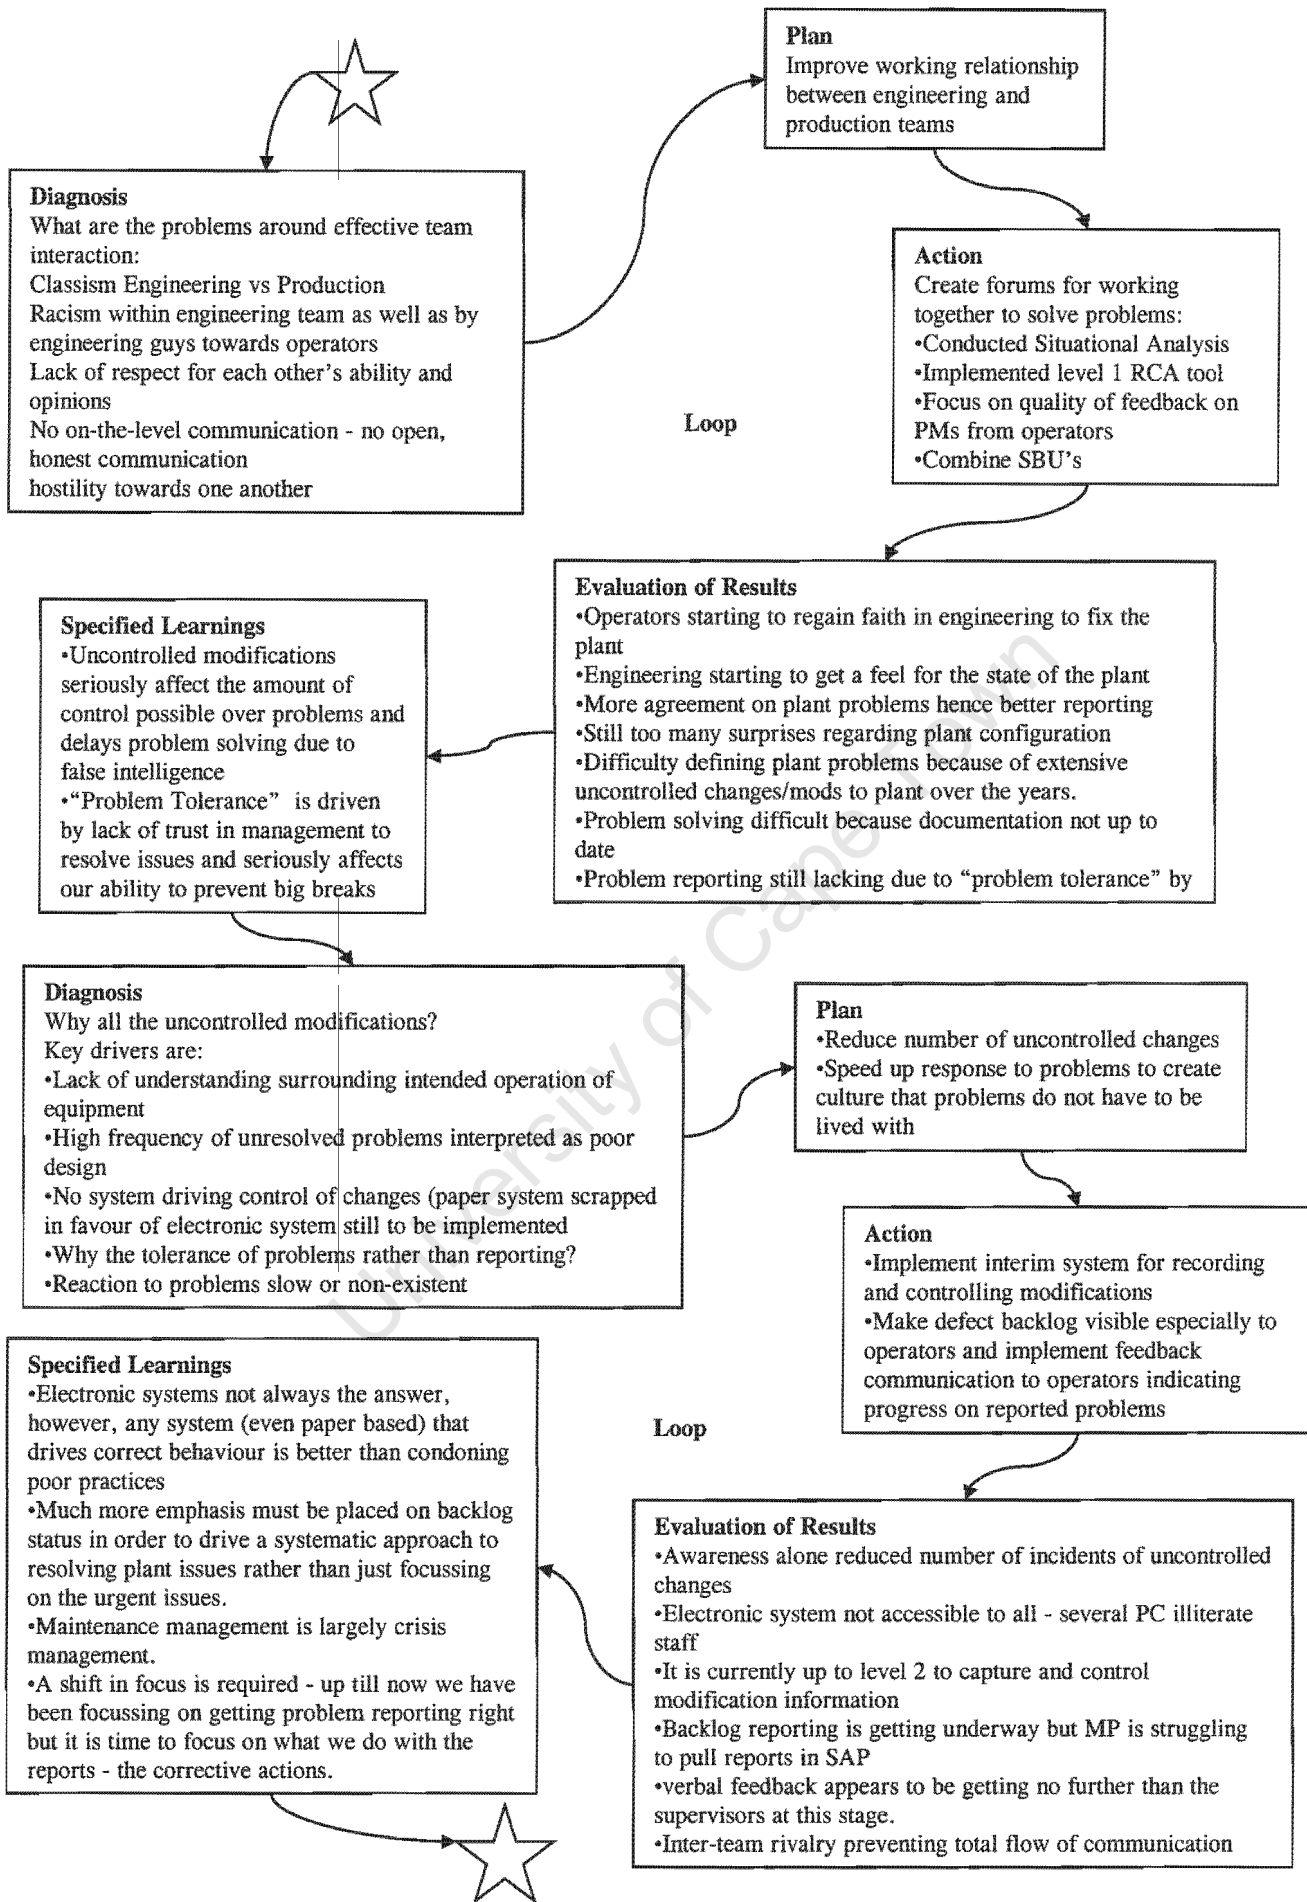 Diagnosis
What are the problems around effective team
interaction:
Classism Engineering vs Production
Racism within engineering team as well as by
engineering guys towards operators
Lack of respect for each other's ability and
opinions
No on-the-level communication - no open,
honest communication
hostility towards one another
Plan
Improve working relationship
between engineering and
production teams
Action
Create forums for working
together to solve problems:
•Conducted Situational Analysis
•Implemented level 1 RCA tool
•Focus on quality of feedback on
PMs from operators
•Combine SBU's
Loop
Evaluation of Results
•Operators starting to regain faith in engineering to fix the
plant
•Engineering starting to get a feel for the state of the plant
•More agreement on plant problems hence better reporting
•Still too many surprises regarding plant configuration
•Difficulty defining plant problems because of extensive
uncontrolled changes/mods to plant over the years.
•Problem solving difficult because documentation not up to
date
•Problem reporting still lacking due to "problem tolerance" by
Specified Learnings
•Uncontrolled modifications
seriously affect the amount of
control possible over problems and
delays problem solving due to
false intelligence
•"Problem Tolerance" is driven
by lack of trust in management to
resolve issues and seriously affects
our ability to prevent big breaks
Diagnosis
Why all the uncontrolled modifications?
Key drivers are:
•Lack of understanding surrounding intended operation of
equipment
•High frequency of unresolved problems interpreted as poor
design
•No system driving control of changes (paper system scrapped
in favour of electronic system still to be implemented
•Why the tolerance of problems rather than reporting?
•Reaction to problems slow or non-existent
Plan
•Reduce number of uncontrolled changes
•Speed up response to problems to create
culture that problems do not have to be
lived with
Action
•Implement interim system for recording
and controlling modifications
•Make defect backlog visible especially to
operators and implement feedback
communication to operators indicating
progress on reported problems
Loop
Evaluation of Results
•Awareness alone reduced number of incidents of uncontrolled
changes
•Electronic system not accessible to all - several PC illiterate
staff
•It is currently up to level 2 to capture and control
modification information
•Backlog reporting is getting underway but MP is struggling
to pull reports in SAP
•verbal feedback appears to be getting no further than the
supervisors at this stage.
•Inter-team rivalry preventing total flow of communication
Specified Learnings
•Electronic systems not always the answer,
however, any system (even paper based) that
drives correct behaviour is better than condoning
poor practices
•Much more emphasis must be placed on backlog
status in order to drive a systematic approach to
resolving plant issues rather than just focussing
on the urgent issues.
•Maintenance management is largely crisis
management.
•A shift in focus is required - up till now we have
been focussing on getting problem reporting right
but it is time to focus on what we do with the
reports - the corrective actions.
University of Cape Town